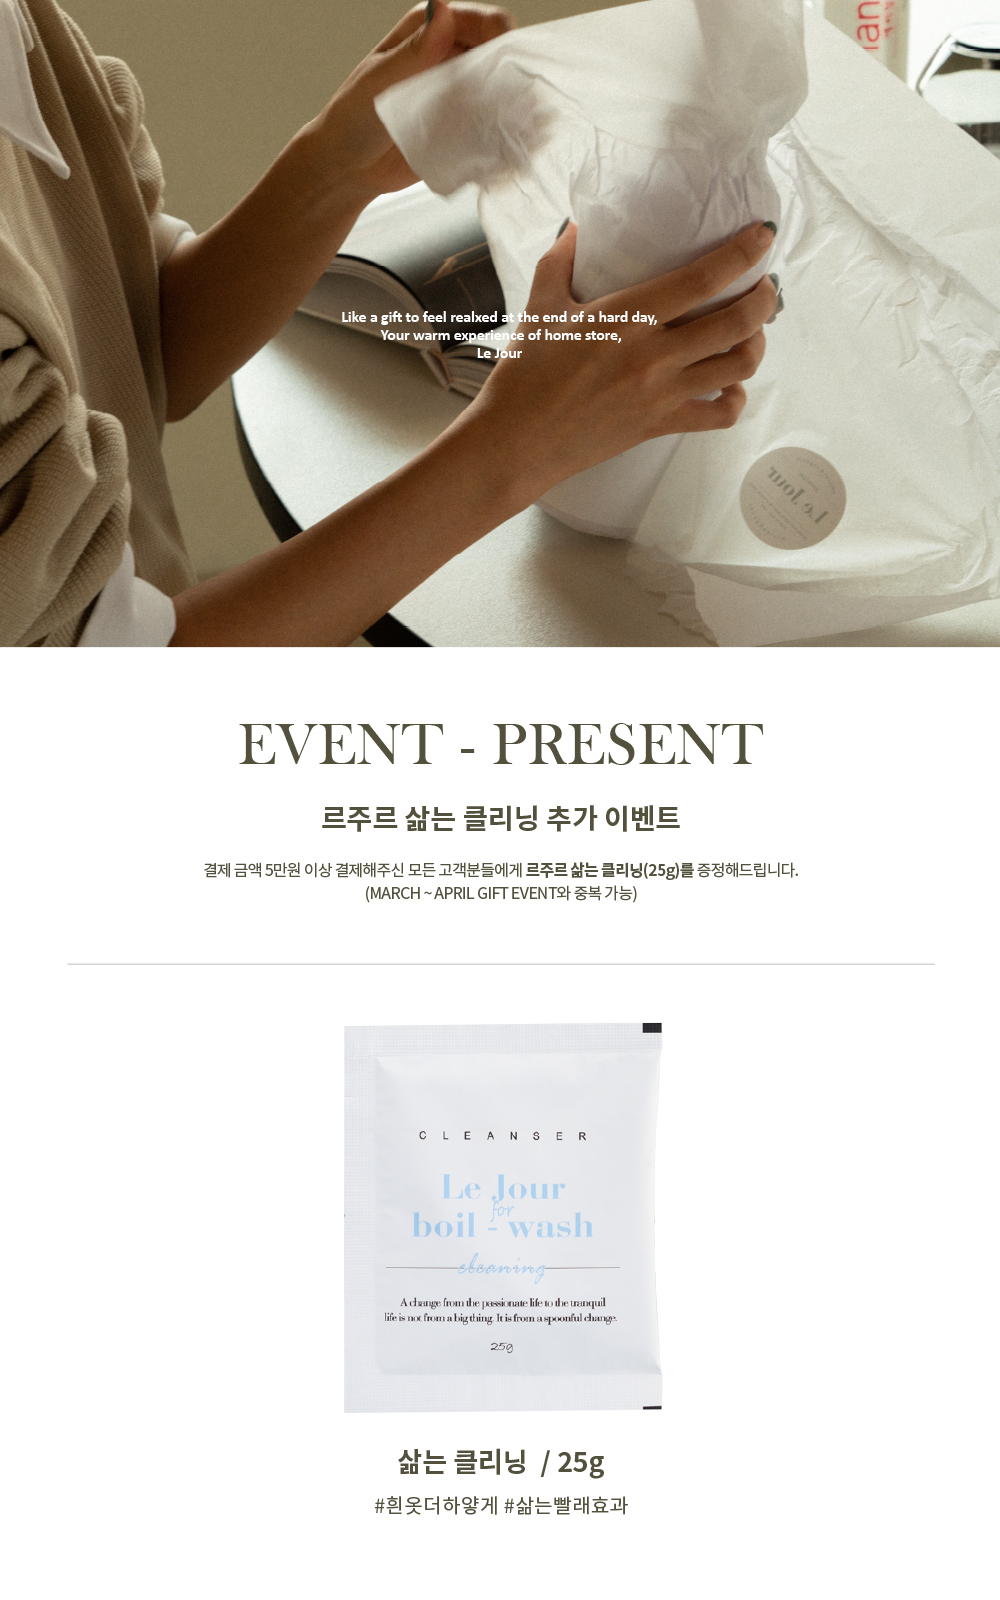 Like a gift to feel realxed at the end of a hard day,
Your warm experience of home store,
Le Jour
Le Jour
EVENT - PRESENT
르주르 삶는 클리닝 추가 이벤트
결제 금액 5만원 이상 결제해주신 모든 고객분들에게 르주르 삶는 클리닝(25g)를 증정해드립니다.
(MARCH ~ APRIL GIFT EVENT와 중복 가능)
CLEANSER
Le Jour
for
boil - wash
cleaning
A change from the passionate life to the tranquil
life is not from a big thing. It is from a spoonful change.
25g
삶는 클리닝 / 25g
#흰옷더하얗게 #삶는빨래효과